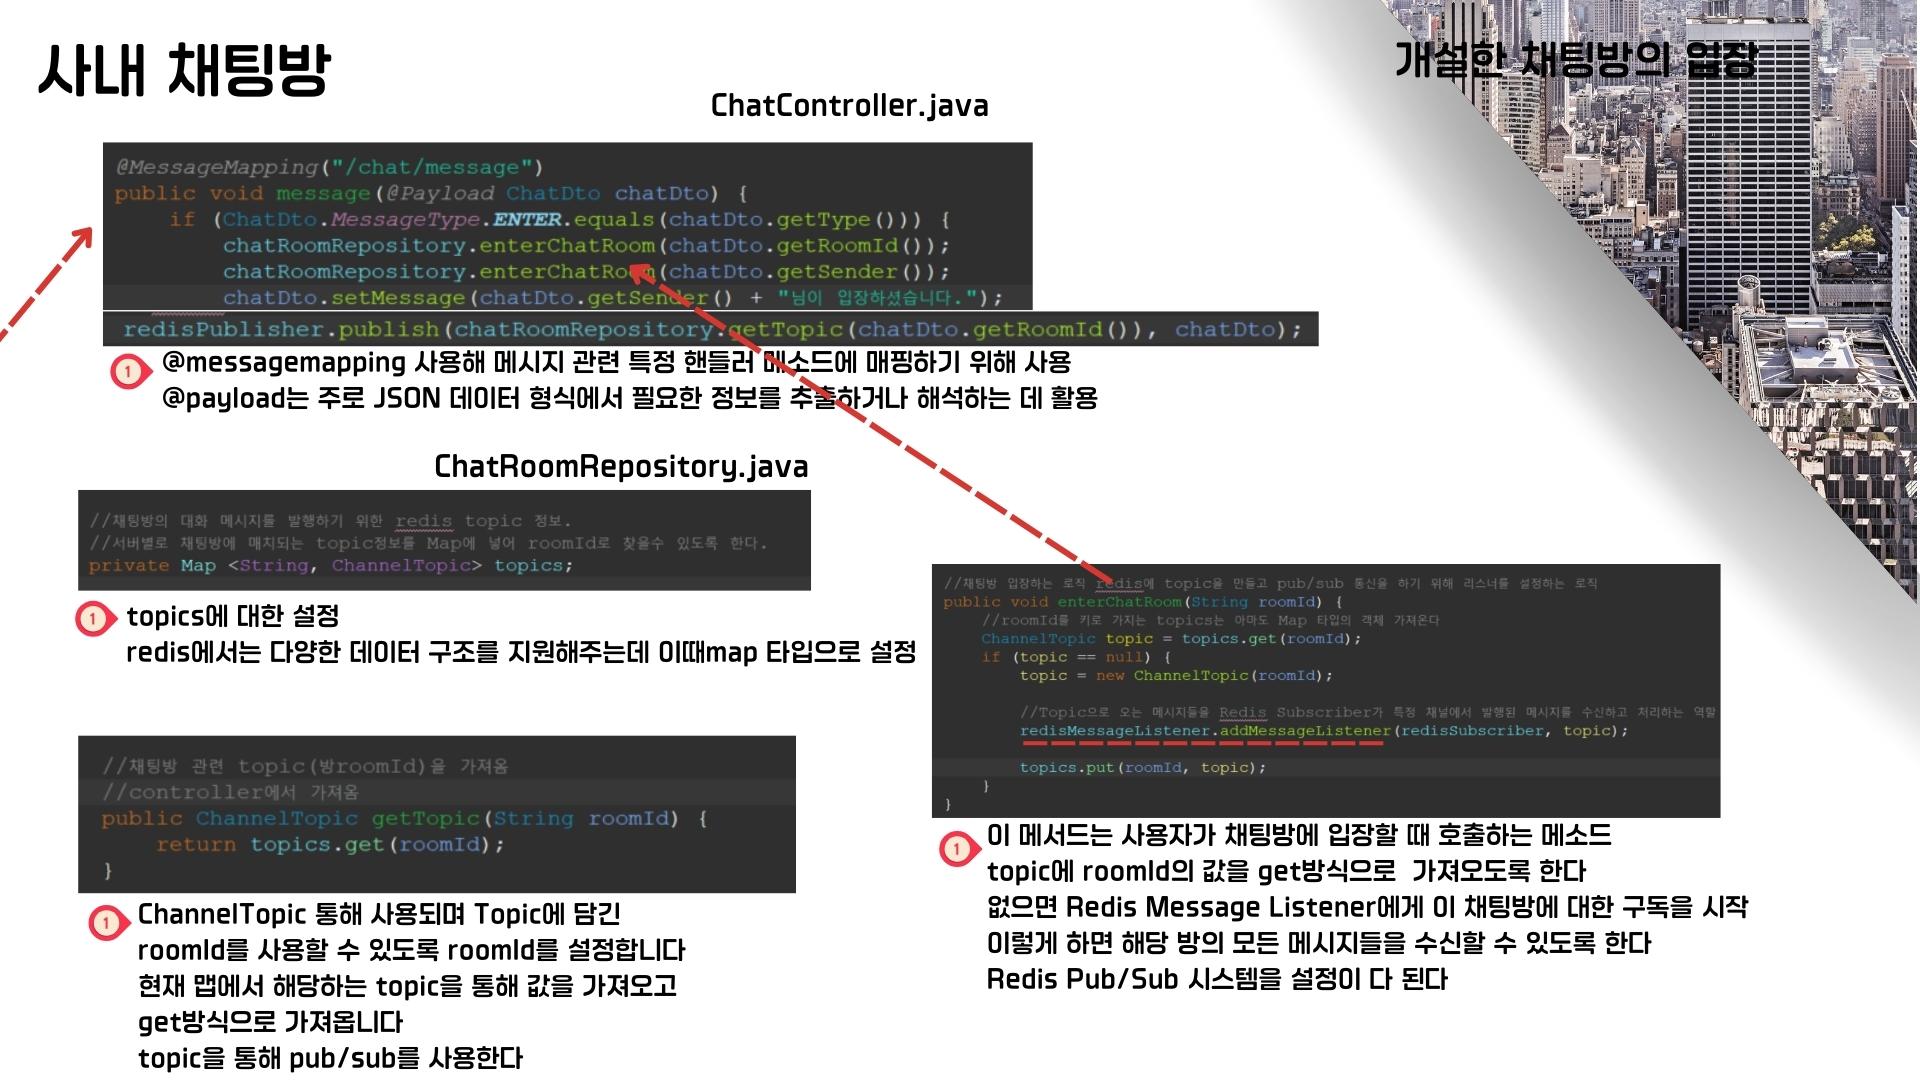 사내 채팅방
개설한 채팅방의 입장
ChatController.java
@MessageMapping("/chat/message")
public void message(@Payload ChatDto chatDto) {
if (ChatDto.MessageType.ENTER.equals(chatDto.getType())) {
chatRoomRepository.enterChatRoom(chatDto.getRoomId());
chatRoomRepository.enterChatRoom(chatDto.getSender());
chatDto.setMessage(chatDto.getSender() + "님이 입장하셨습니다.");
redisPublisher.publish(chatRoomRepository.getTopic(chatDto.getRoomId()), chatDto);
1
@messagemapping 사용해 메시지 관련 특정 핸들러 메소드에 매핑하기 위해 사용
@payload는 주로 JSON 데이터 형식에서 필요한 정보를 추출하거나 해석하는 데 활용
ChatRoomRepository.java
//채팅방의 대화 메시지를 발행하기 위한 redis topic 정보.
//서버별로 채팅방에 매치되는 topic정보를 Map에 넣어 roomId로 찾을수 있도록 한다.
private Map <String, ChannelTopic> topics;
1
topics에 대한 설정
redis에서는 다양한 데이터 구조를 지원해주는데 이때map 타입으로 설정
//채팅방 관련 topic(방roomId)을 가져옴
//controller에서 가져옴
public ChannelTopic getTopic(String roomId) {
return topics.get(roomId);
}
1
ChannelTopic 통해 사용되며 Topic에 담긴
roomId를 사용할 수 있도록 roomId를 설정합니다
현재 맵에서 해당하는 topic을 통해 값을 가져오고
get방식으로 가져옵니다
topic을 통해 pub/sub를 사용한다
//채팅방 입장하는 로직 redis에 topic을 만들고 pub/sub 통신을 하기 위해 리스너를 설정하는 로직
public void enterChatRoom(String roomId) {
//roomId를 키로 가지는 topics는 아마도 Map 타입의 객체 가져온다
ChannelTopic topic = topics.get(roomId);
if (topic == null) {
topic = new ChannelTopic(roomId);
//Topic으로 오는 메시지들을 Redis Subscriber가 특정 채널에서 발행된 메시지를 수신하고 처리하는 역할
redisMessageListener.addMessageListener(redisSubscriber, topic);
topics.put(roomId, topic);
}
}
1
이 메서드는 사용자가 채팅방에 입장할 때 호출하는 메소드
topic에 roomId의 값을 get방식으로 가져오도록 한다
없으면 Redis Message Listener에게 이 채팅방에 대한 구독을 시작
이렇게 하면 해당 방의 모든 메시지들을 수신할 수 있도록 한다
Redis Pub/Sub 시스템을 설정이 다 된다